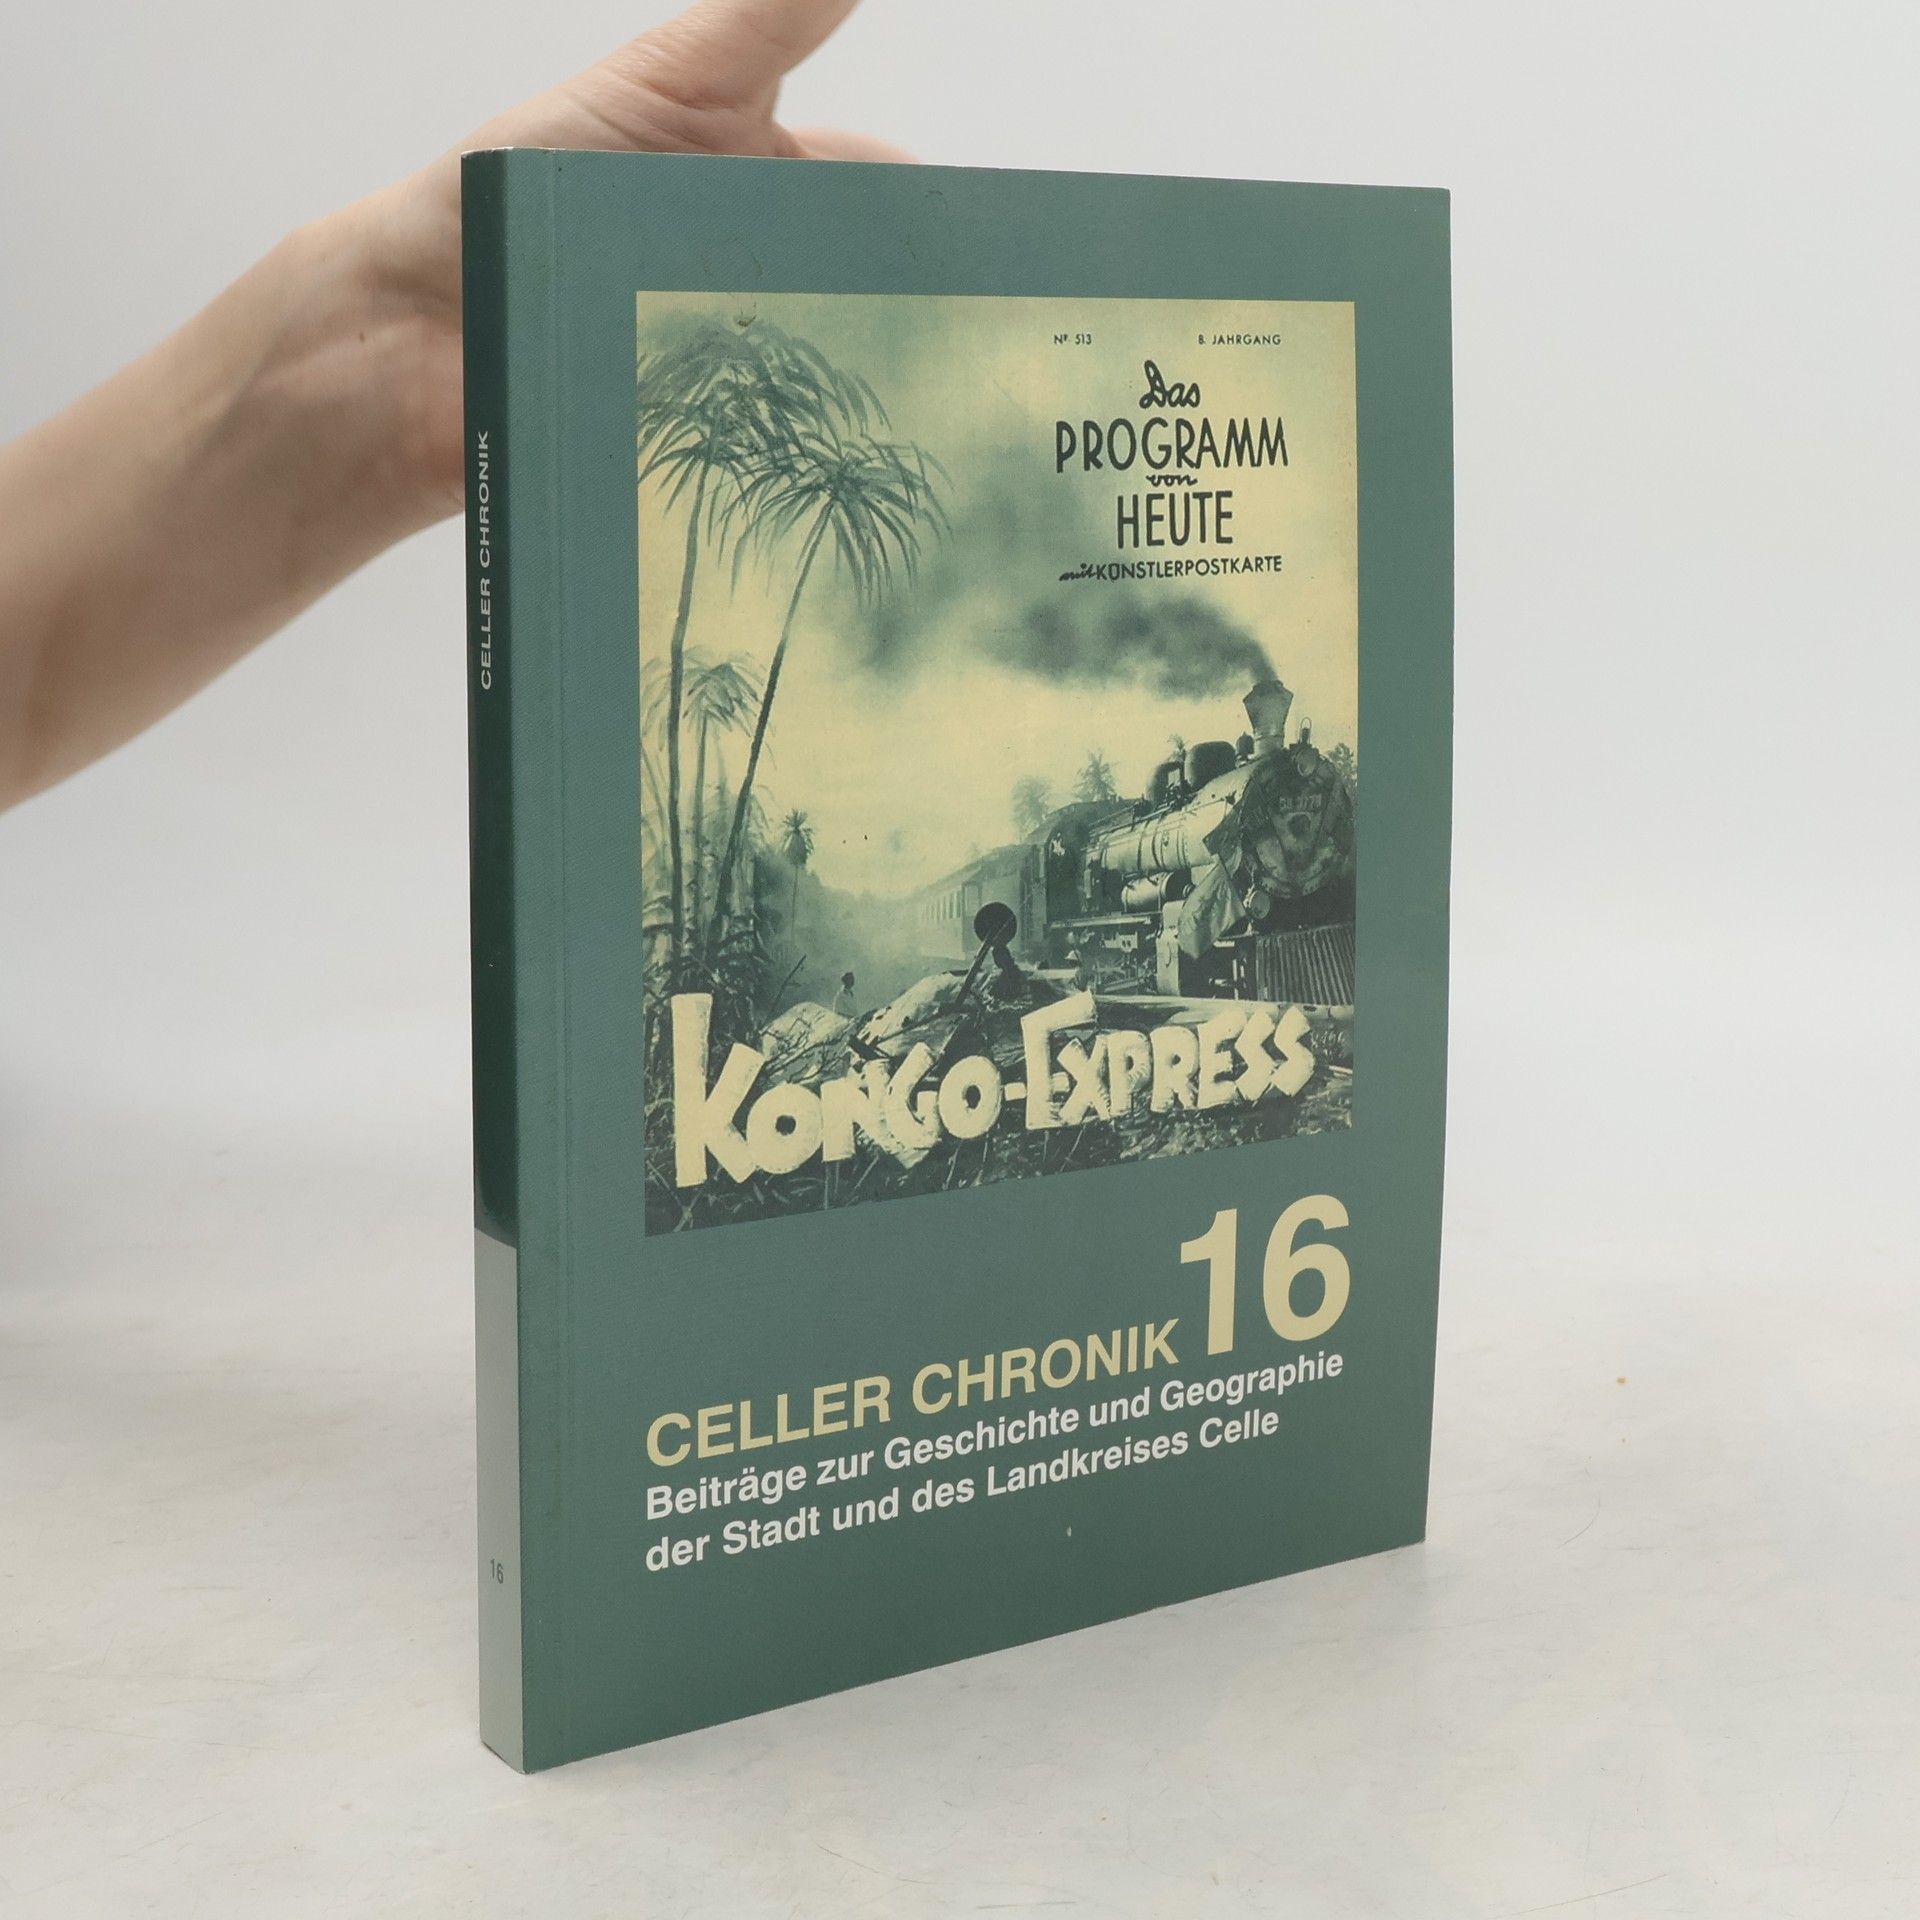 CELLER CHRONIK
16
Nr. 513 8. JAHRGANG
Das
PROGRAMM
von
HEUTE
mit KÜNSTLERPOSTKARTE
KONGO-EXPRESS
CELLER CHRONIK 16
Beiträge zur Geschichte und Geographie
der Stadt und des Landkreises Celle